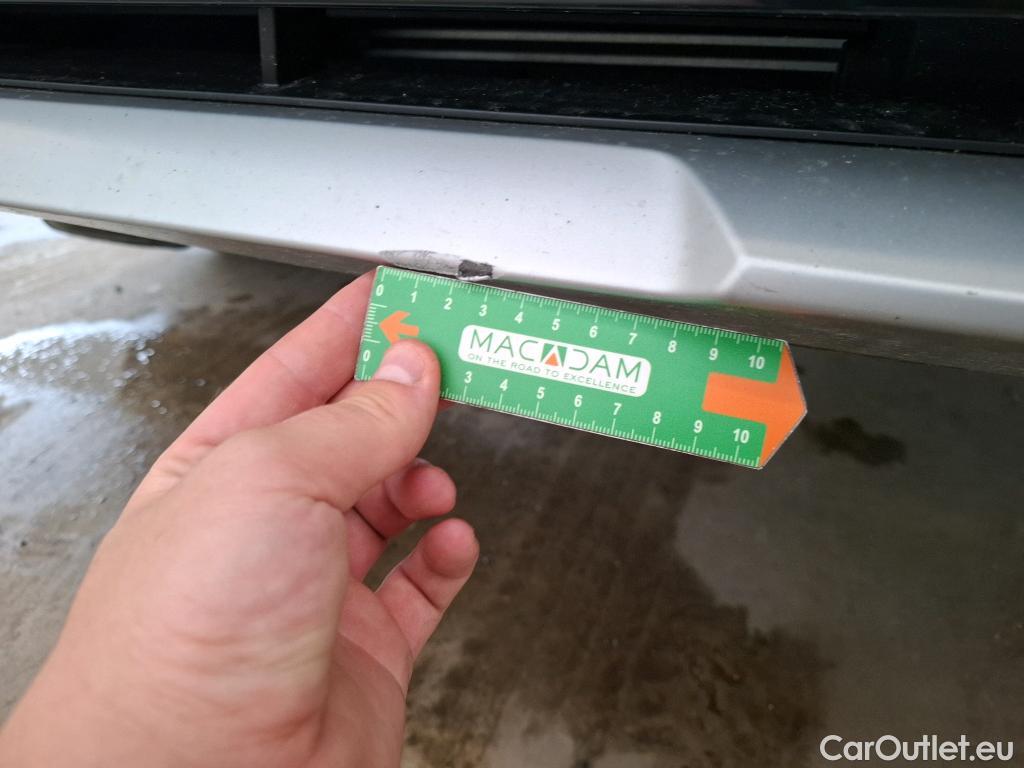 0 1 2 3 4 5 6 7 8 9 10
MACADAM
ON THE ROAD TO EXCELLENCE
0 3 4 5 6 7 8 9 10
CarOutlet.eu